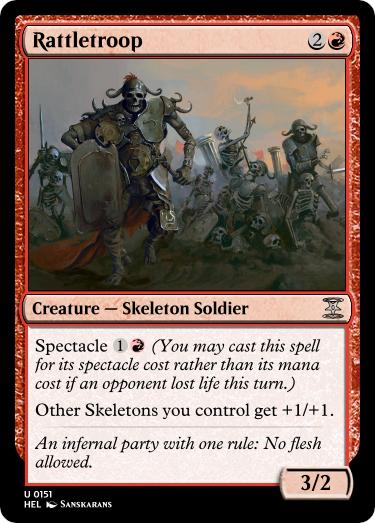 Rattletroop 2
Creature — Skeleton Soldier
Spectacle 1 (You may cast this spell
for its spectacle cost rather than its mana
cost if an opponent lost life this turn.)
Other Skeletons you control get +1/+1.
An infernal party with one rule: No flesh
allowed.
3/2
U 0151
HEL SANSKARANS